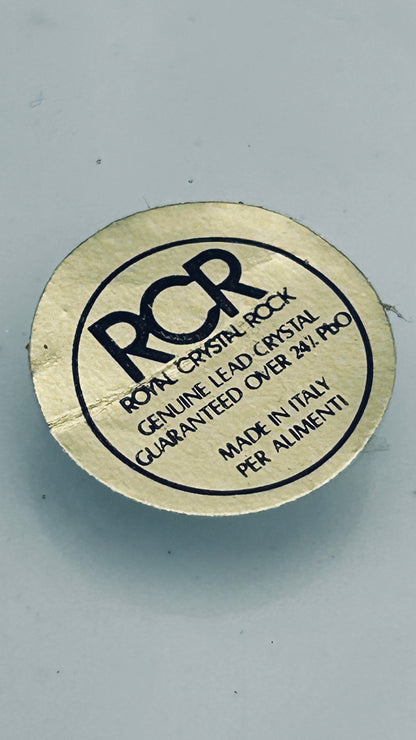 RCR
ROYAL CRYSTAL ROCK
GENUINE LEAD CRYSTAL
GUARANTEED OVER 24% PbO
MADE IN ITALY
PER ALIMENTI